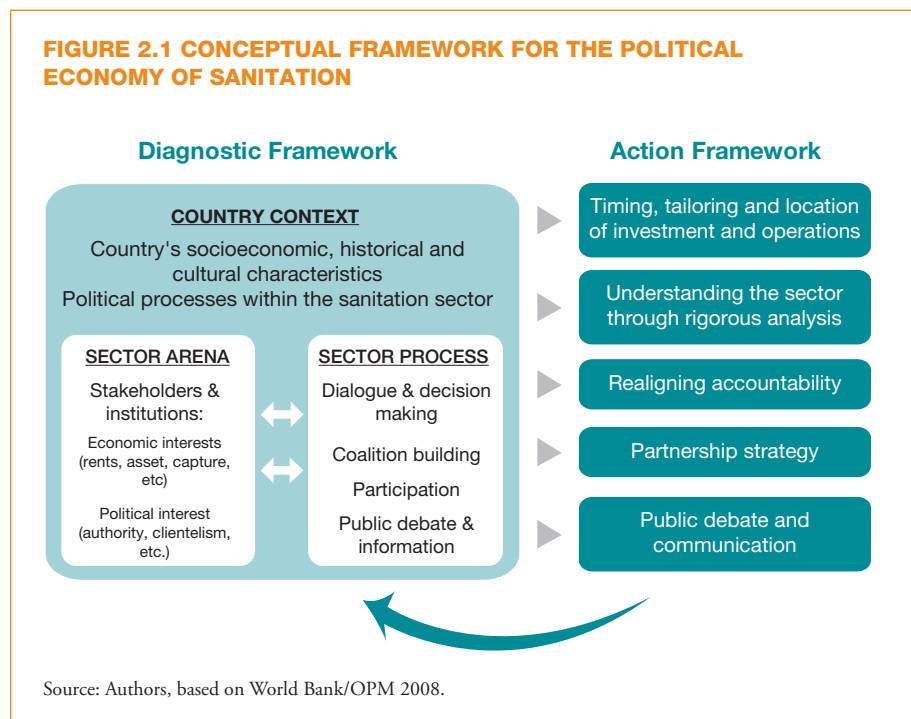 FIGURE 2.1 CONCEPTUAL FRAMEWORK FOR THE POLITICAL
ECONOMY OF SANITATION
Diagnostic Framework
COUNTRY CONTEXT
Country's socioeconomic, historical and
cultural characteristics
Political processes within the sanitation sector
SECTOR ARENA
Stakeholders &
institutions:
Economic interests
(rents, asset, capture,
etc)
Political interest
(authority, clientelism,
etc.)
SECTOR PROCESS
Dialogue & decision
making
Coalition building
Participation
Public debate &
information
Action Framework
Timing, tailoring and location
of investment and operations
Understanding the sector
through rigorous analysis
Realigning accountability
Partnership strategy
Public debate and
communication
Source: Authors, based on World Bank/OPM 2008.